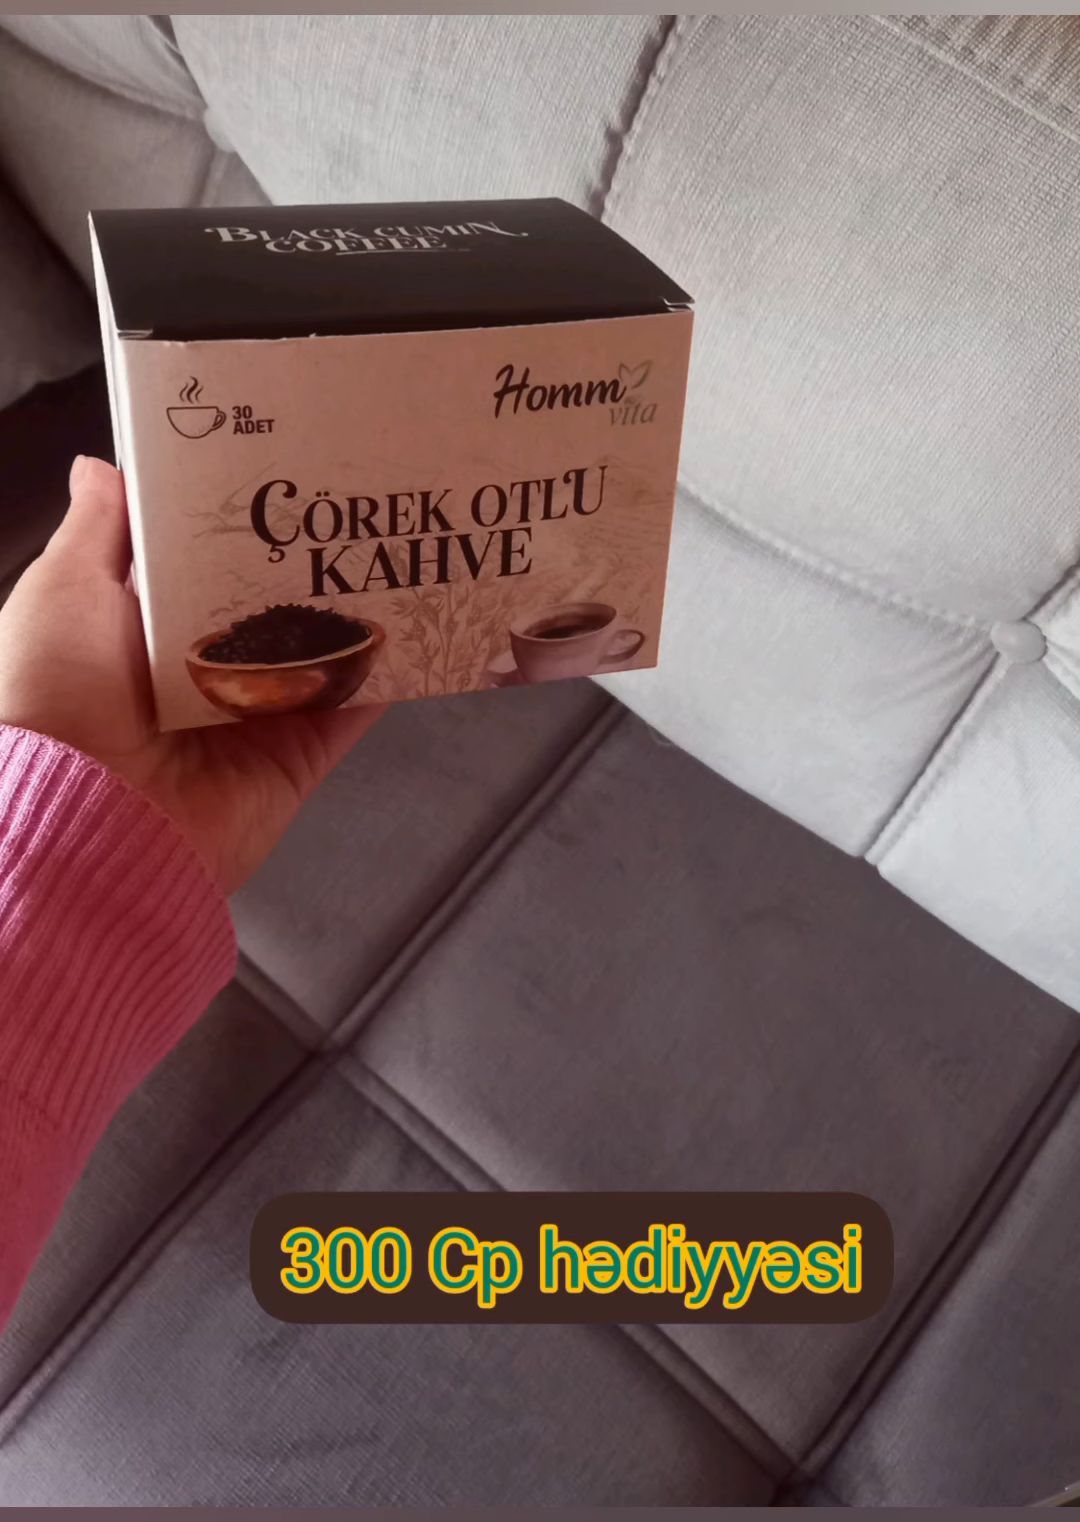 BLACK CUMIN
COFFEE
Homm
vita
30
ADET
ÇÖREK OTLU
KAHVE
300 Cp hədiyyəsi